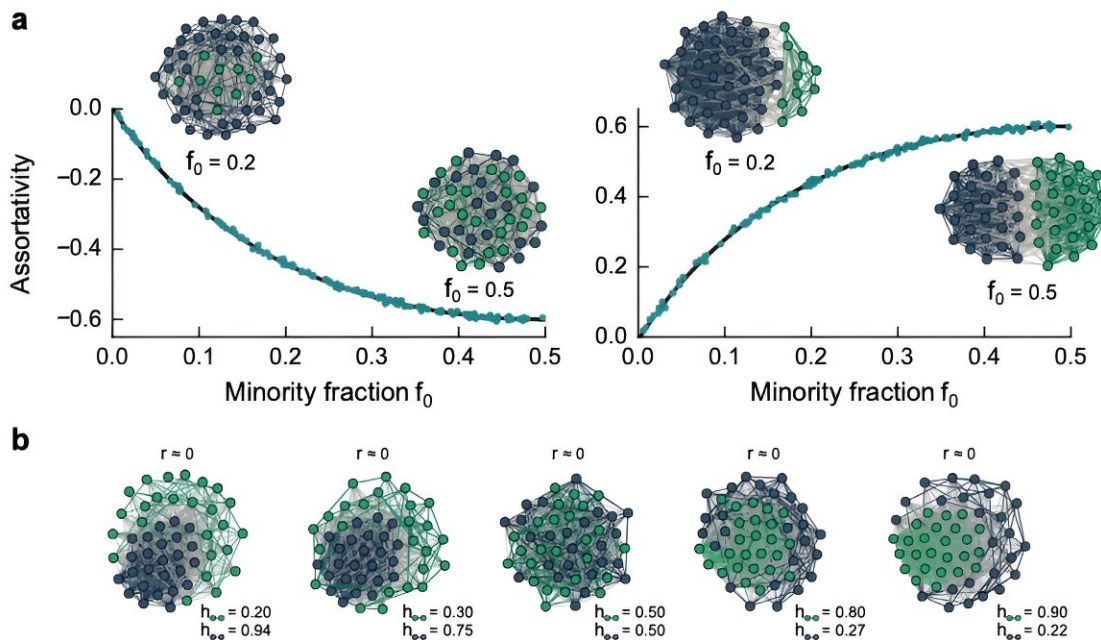 a
f₀ = 0.2
f₀ = 0.5
0.0
−0.2
−0.4
−0.6
Assortativity
0.0 0.1 0.2 0.3 0.4 0.5
Minority fraction f₀
f₀ = 0.2
f₀ = 0.5
0.6
0.4
0.2
0.0
0.0 0.1 0.2 0.3 0.4 0.5
Minority fraction f₀
b
r ≈ 0 r ≈ 0 r ≈ 0 r ≈ 0 r ≈ 0
h = 0.20 h = 0.30 h = 0.50 h = 0.80 h = 0.90
h = 0.94 h = 0.75 h = 0.50 h = 0.27 h = 0.22